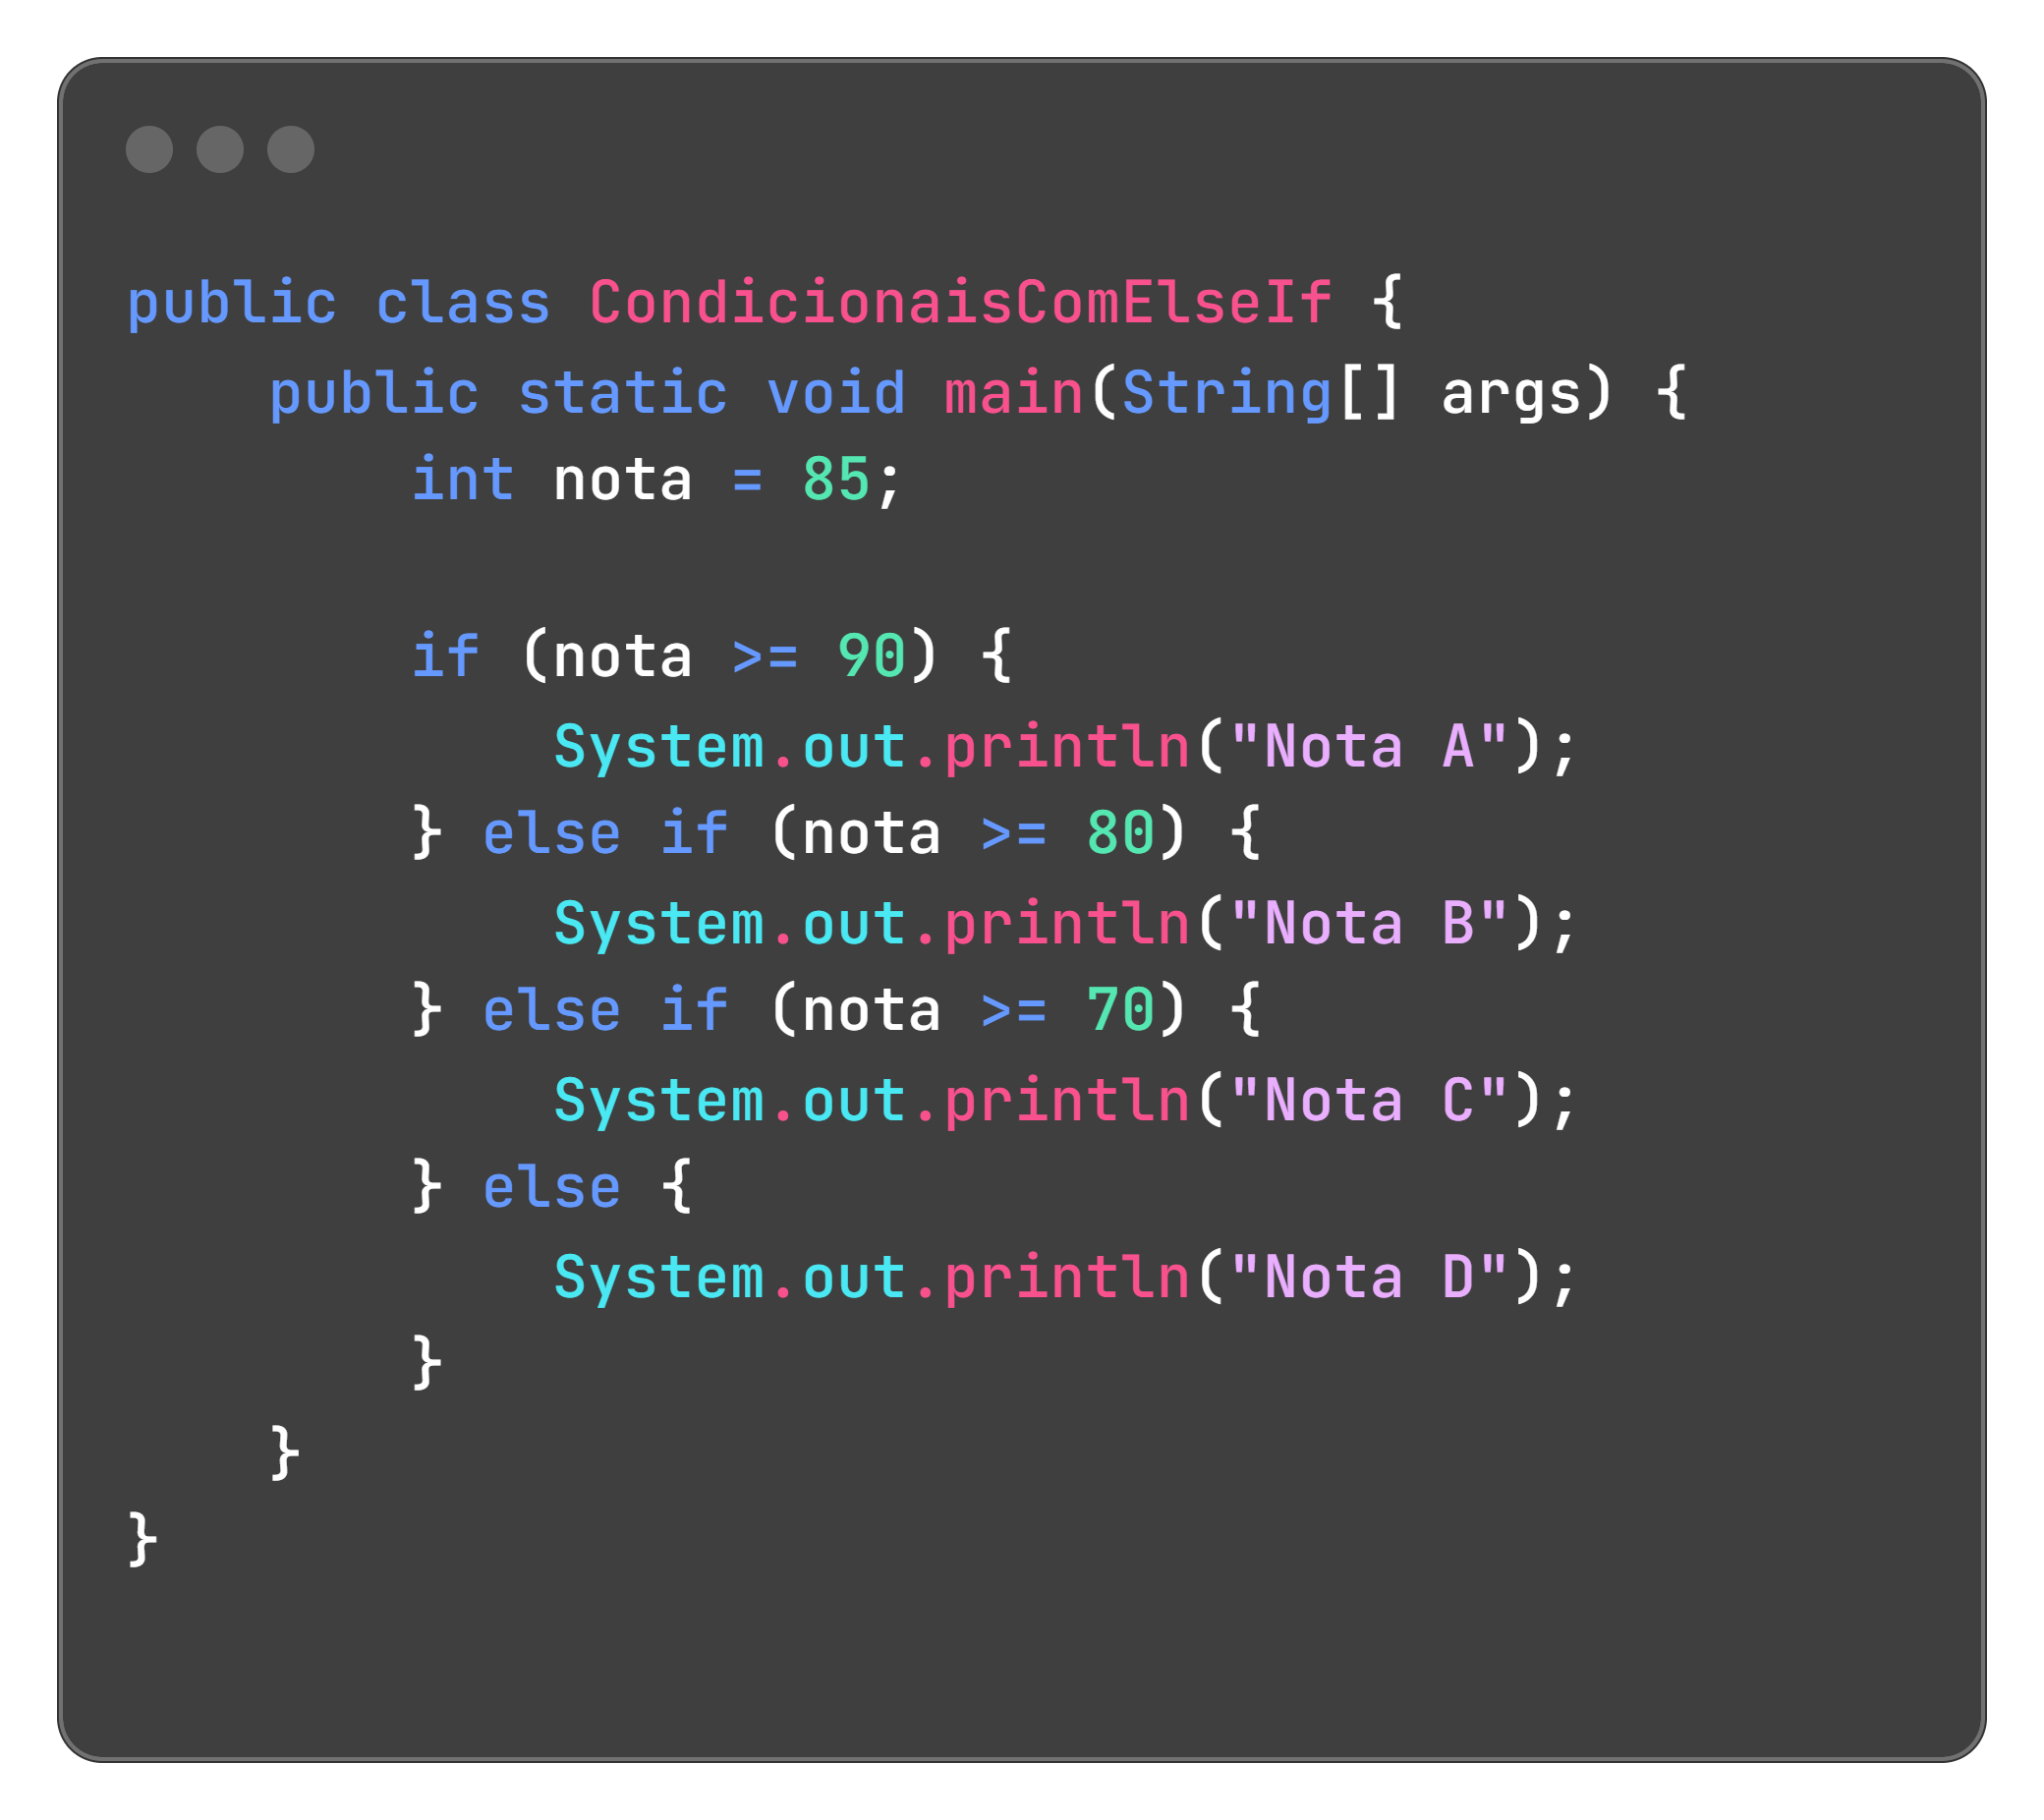 public class CondicionaisComElseIf {
    public static void main(String[] args) {
        int nota = 85;

        if (nota >= 90) {
            System.out.println("Nota A");
        } else if (nota >= 80) {
            System.out.println("Nota B");
        } else if (nota >= 70) {
            System.out.println("Nota C");
        } else {
            System.out.println("Nota D");
        }
    }
}